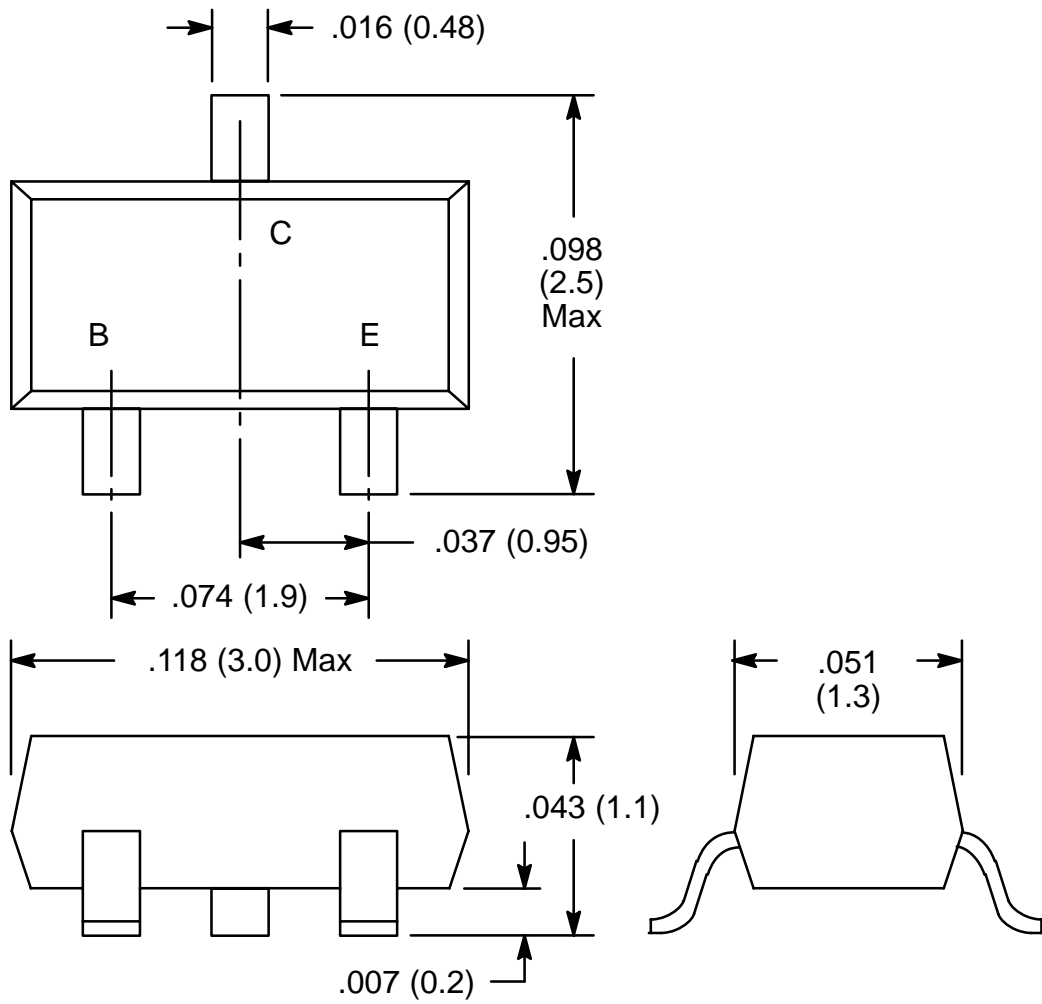 .016 (0.48)
C
.098
(2.5)
Max
B
E
.037 (0.95)
.074 (1.9)
.118 (3.0) Max
.051
(1.3)
.043 (1.1)
.007 (0.2)